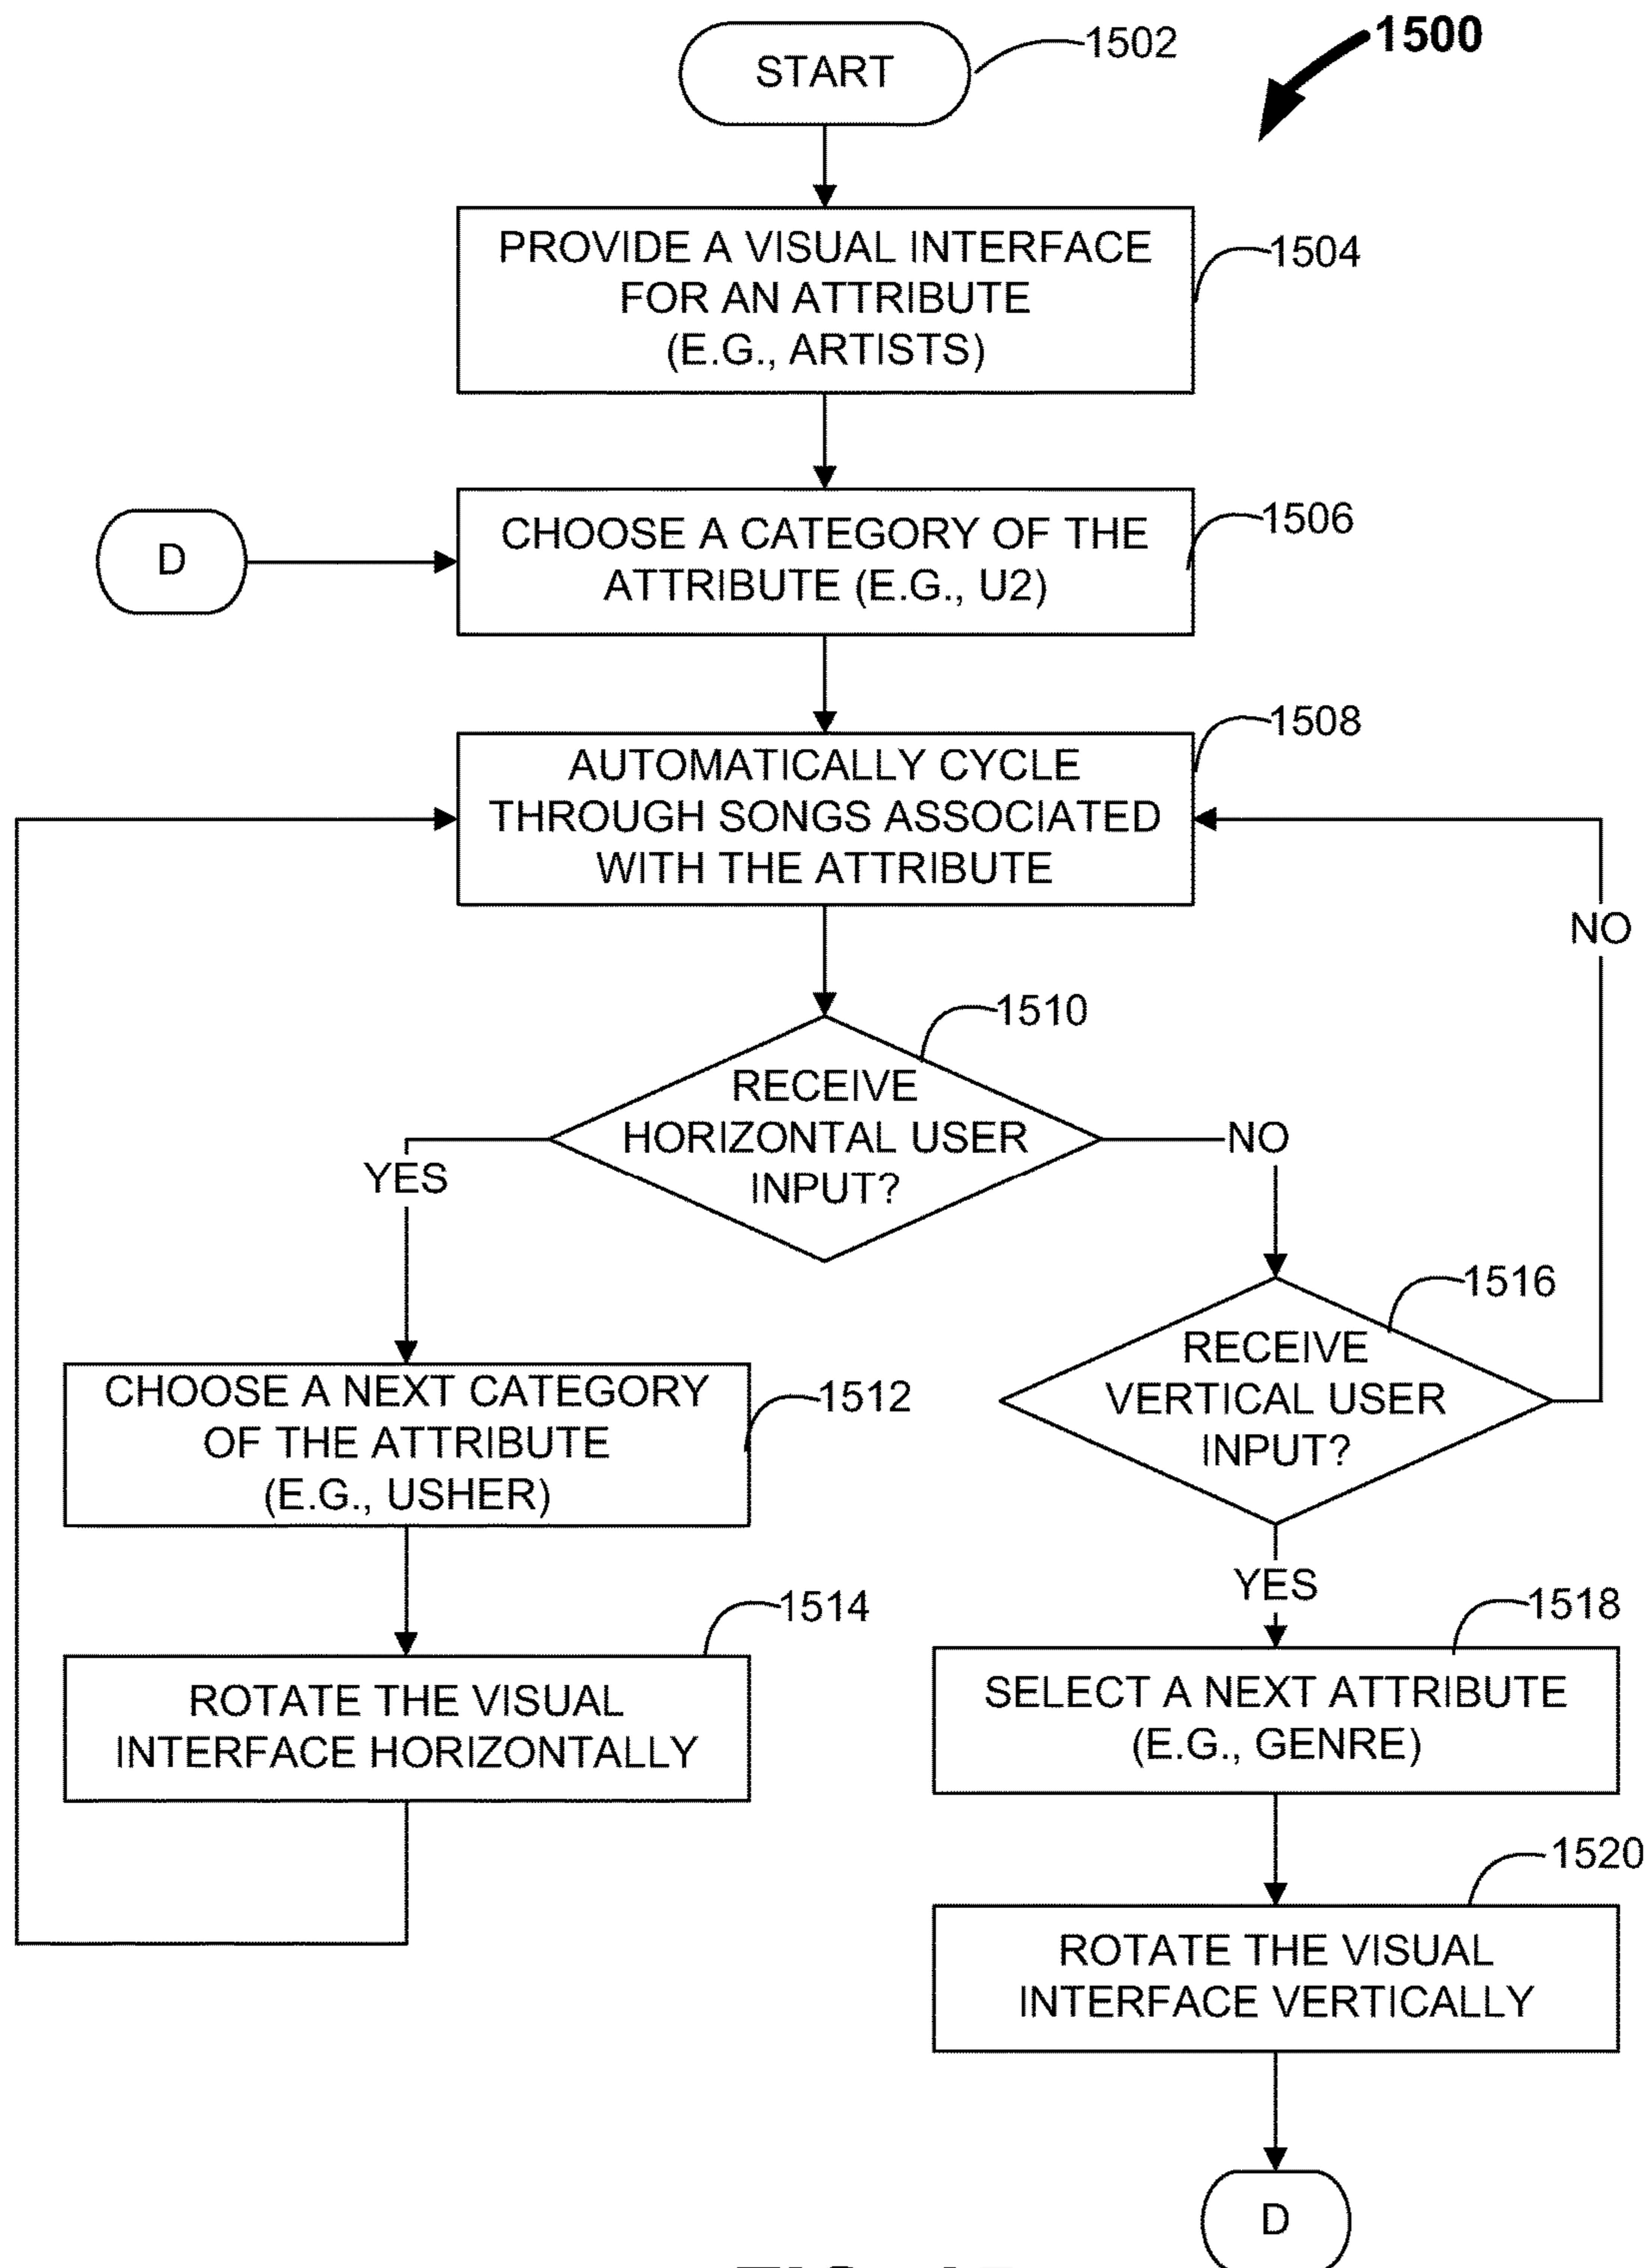 1500
START
1502
PROVIDE A VISUAL INTERFACE
FOR AN ATTRIBUTE
(E.G., ARTISTS)
1504
D
CHOOSE A CATEGORY OF THE
ATTRIBUTE (E.G., U2)
1506
AUTOMATICALLY CYCLE
THROUGH SONGS ASSOCIATED
WITH THE ATTRIBUTE
1508
NO
1510
RECEIVE
HORIZONTAL USER
INPUT?
YES
NO
1516
RECEIVE
VERTICAL USER
INPUT?
CHOOSE A NEXT CATEGORY
OF THE ATTRIBUTE
(E.G., USHER)
1512
YES
1514
ROTATE THE VISUAL
INTERFACE HORIZONTALLY
1518
SELECT A NEXT ATTRIBUTE
(E.G., GENRE)
1520
ROTATE THE VISUAL
INTERFACE VERTICALLY
D